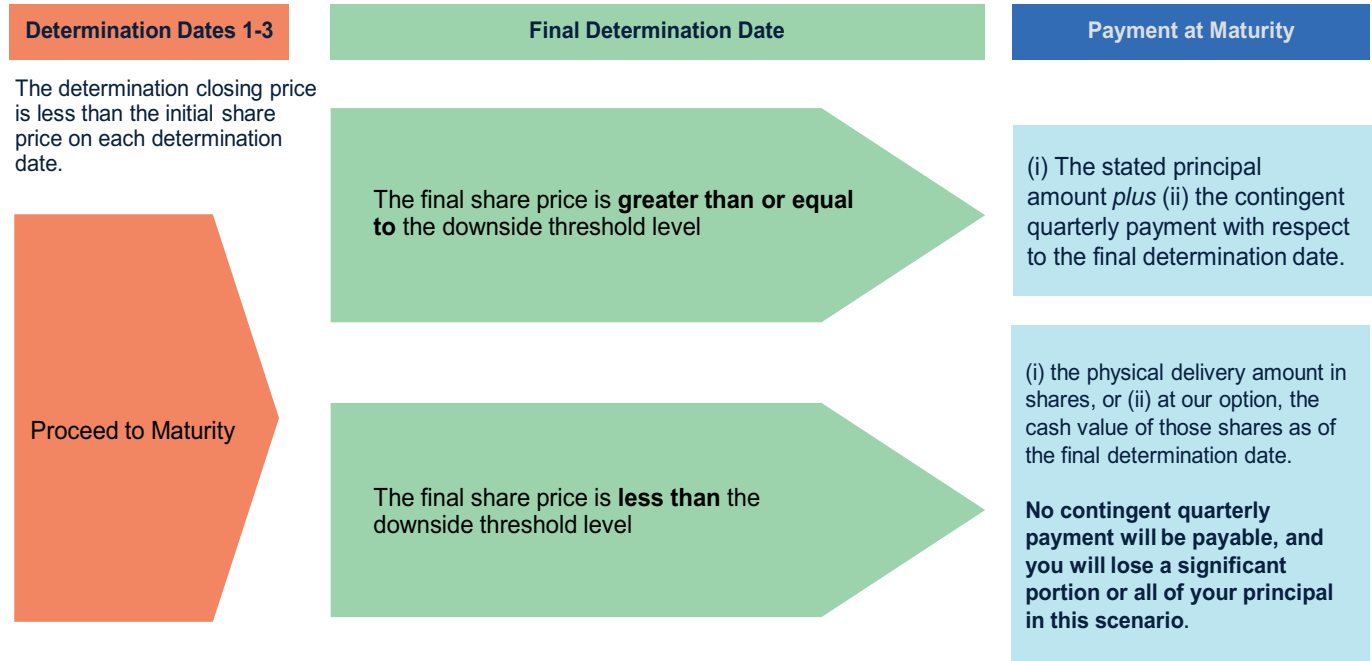 Determination Dates 1-3
Final Determination Date
Payment at Maturity
The determination closing price
is less than the initial share
price on each determination
date.
Proceed to Maturity
The final share price is greater than or equal
to the downside threshold level
(i) The stated principal
amount plus (ii) the contingent
quarterly payment with respect
to the final determination date.
The final share price is less than the
downside threshold level
(i) the physical delivery amount in
shares, or (ii) at our option, the
cash value of those shares as of
the final determination date.
No contingent quarterly
payment will be payable, and
you will lose a significant
portion or all of your principal
in this scenario.